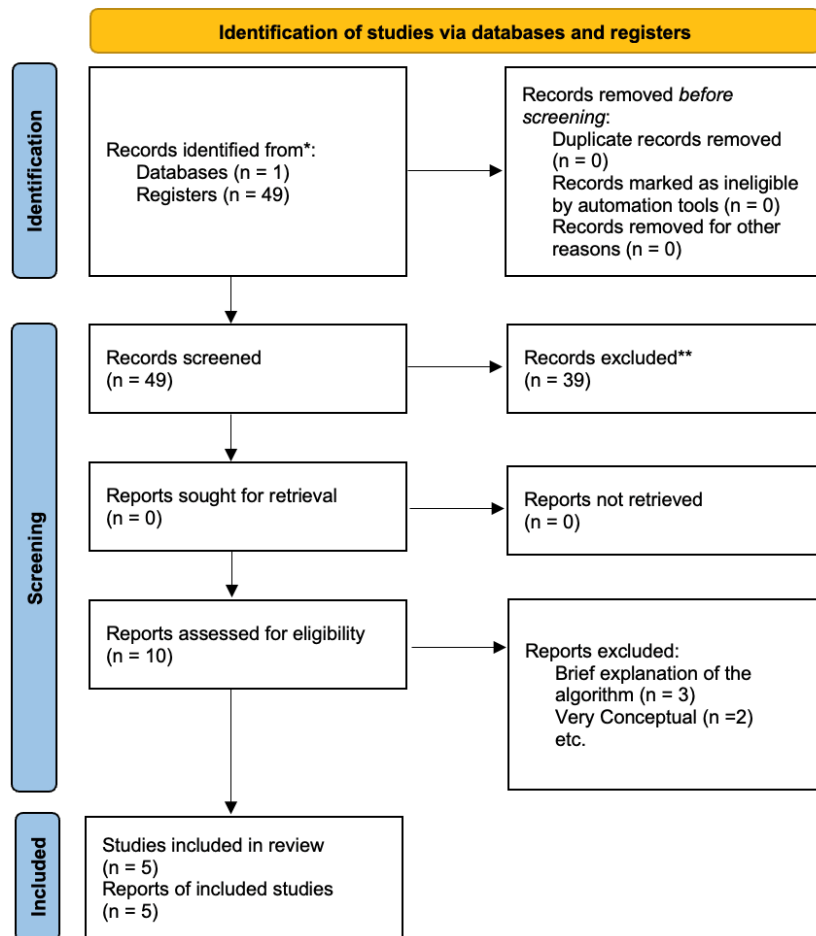 Identification of studies via databases and registers
Identification
Records identified from*:
Databases (n = 1)
Registers (n = 49)
Records removed before
screening:
Duplicate records removed
(n = 0)
Records marked as ineligible
by automation tools (n = 0)
Records removed for other
reasons (n = 0)
Screening
Records screened
(n = 49)
Records excluded**
(n = 39)
Reports sought for retrieval
(n = 0)
Reports not retrieved
(n = 0)
Reports assessed for eligibility
(n = 10)
Reports excluded:
Brief explanation of the
algorithm (n = 3)
Very Conceptual (n =2)
etc.
Included
Studies included in review
(n = 5)
Reports of included studies
(n = 5)